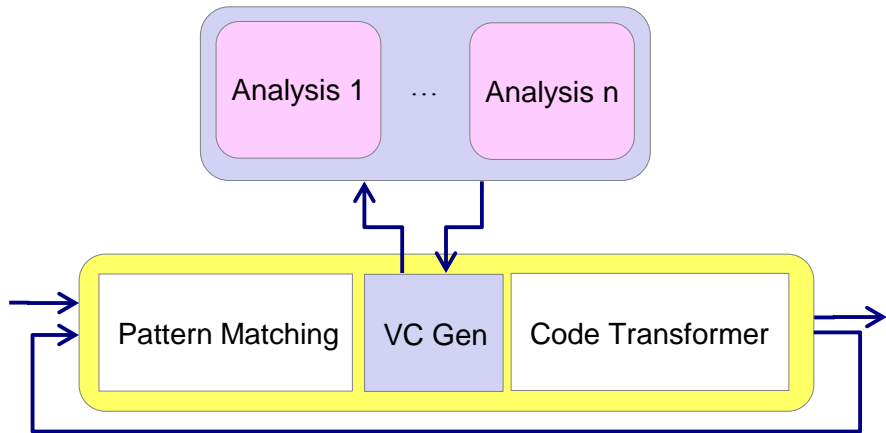 Analysis 1 … Analysis n
Pattern Matching VC Gen Code Transformer